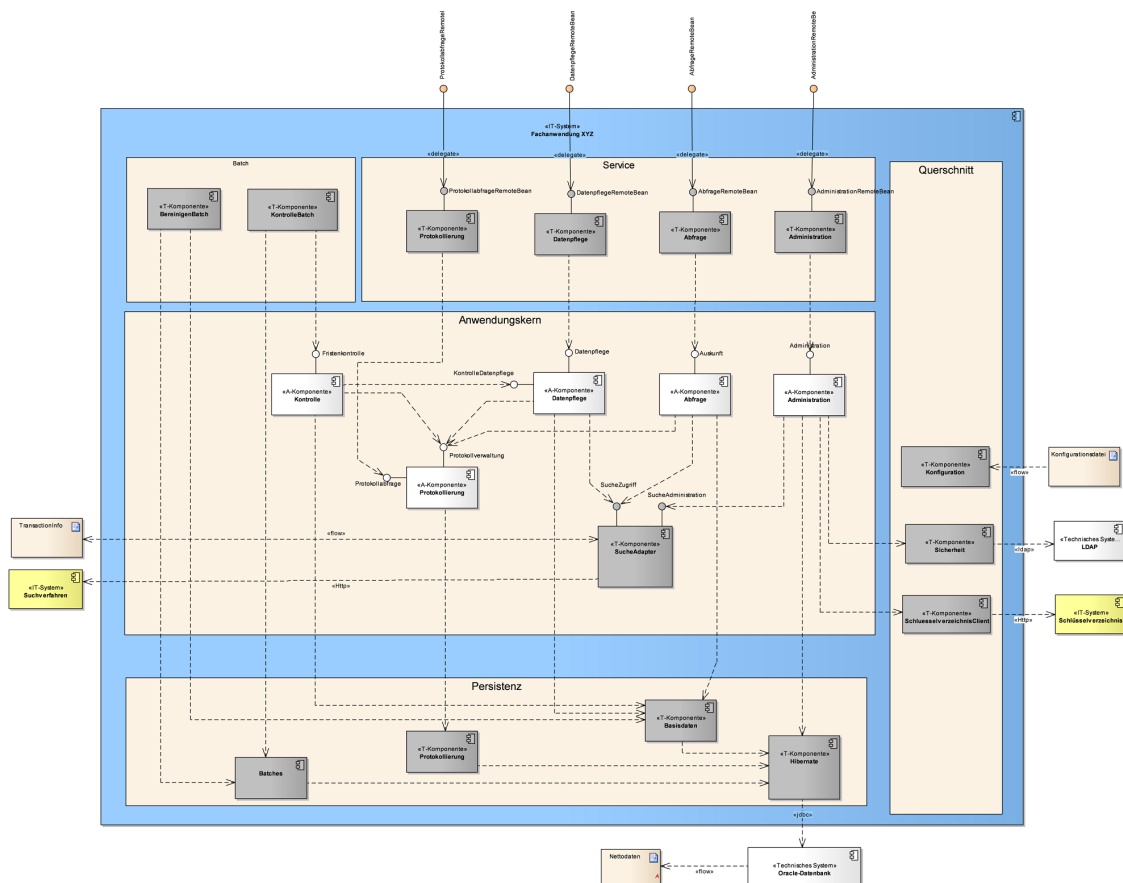 ProtokollabfrageRemotel
DatenpflegeRemoteBean
AbfrageRemoteBean
AdministrationRemoteBe
«IT-System»
Fachanwendung XYZ
«delegate»
«delegate»
«delegate»
«delegate»
Batch
Service
Querschnitt
«T-Komponente»
BereinigenBatch
«T-Komponente»
KontrolleBatch
ProtokollabfrageRemoteBean
DatenpflegeRemoteBean
AbfrageRemoteBean
AdministrationRemoteBean
«T-Komponente»
Protokollierung
«T-Komponente»
Datenpflege
«T-Komponente»
Abfrage
«T-Komponente»
Administration
Anwendungskern
Fristenkontrolle
Datenpflege
Auskunft
Administration
KontrolleDatenpflege
«A-Komponente»
Kontrolle
«A-Komponente»
Datenpflege
«A-Komponente»
Abfrage
«A-Komponente»
Administration
Protokollverwaltung
Protokollabfrage
«A-Komponente»
Protokollierung
SucheZugriff
SucheAdministration
«T-Komponente»
SucheAdapter
«T-Komponente»
Konfiguration
Konfigurationsdatei
«flow»
TransactionInfo
«flow»
«T-Komponente»
Sicherheit
«ldap»
«Technisches Syste...
LDAP
«IT-System»
Suchverfahren
«Http»
«T-Komponente»
SchluesselverzeichnisClient
«Http»
«IT-System»
Schlüsselverzeichnis
Persistenz
«T-Komponente»
Basisdaten
«T-Komponente»
Protokollierung
«T-Komponente»
Hibernate
Batches
«jdbc»
Nettodaten
A
«flow»
«Technisches System»
Oracle-Datenbank